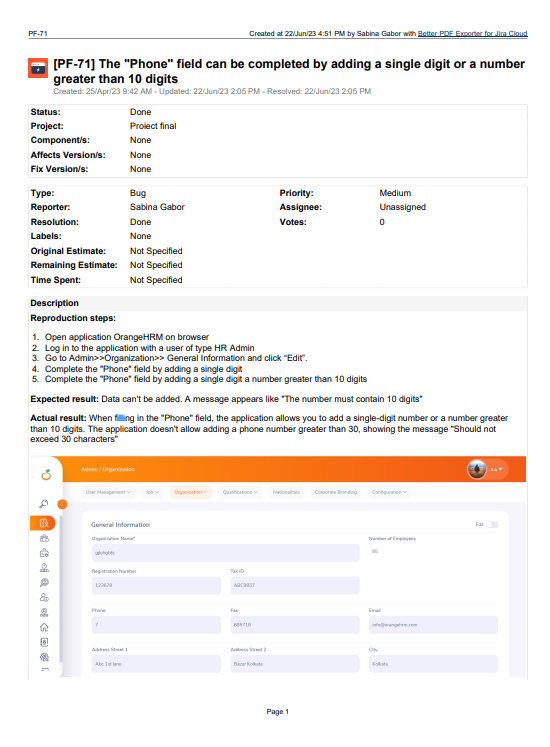 PF-71 Created at 22/Jun/23 4:51 PM by Sabina Gabor with Better PDF Exporter for Jira Cloud
[PF-71] The "Phone" field can be completed by adding a single digit or a number
greater than 10 digits
Created: 25/Apr/23 9:42 AM - Updated: 22/Jun/23 2:05 PM - Resolved: 22/Jun/23 2:05 PM
Status: Done
Project: Proiect final
Component/s: None
Affects Version/s: None
Fix Version/s: None
Type: Bug Priority: Medium
Reporter: Sabina Gabor Assignee: Unassigned
Resolution: Done Votes: 0
Labels: None
Original Estimate: Not Specified
Remaining Estimate: Not Specified
Time Spent: Not Specified
Description
Reproduction steps:
1. Open application OrangeHRM on browser
2. Log in to the application with a user of type HR Admin
3. Go to Admin>>Organization>> General Information and click “Edit”.
4. Complete the "Phone" field by adding a single digit
5. Complete the "Phone" field by adding a single digit a number greater than 10 digits
Expected result: Data can't be added. A message appears like "The number must contain 10 digits"
Actual result: When filling in the "Phone" field, the application allows you to add a single-digit number or a number greater
than 10 digits. The application doesn't allow adding a phone number greater than 30, showing the message "Should not
exceed 30 characters"
Admin / Organization
User Management Job Organization Qualifications Nationalities Corporate Branding Configuration
General Information Edit
Organization Name* Number of Employees
Registration Number Tax ID
123678
Phone Fax Email
7 info@orangehrm.com
Address Street 1 Address Street 2 City
Abc 1st lane Bazar Kolkata Kolkata
Page 1